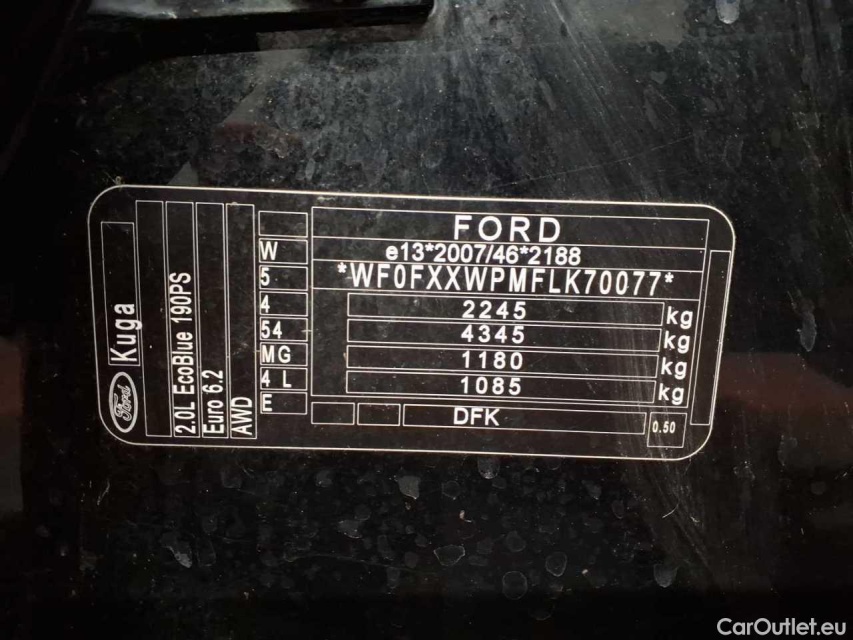 FORD
e13*2007/46*2188
*WF0FXXWPMFLK70077*
2245 kg
4345 kg
1180 kg
1085 kg
DFK
0.50
W
5
4
54
MG
4 L
E
Ford
Kuga
2.0L EcoBlue 190PS
Euro 6.2
AWD
CarOutlet.eu